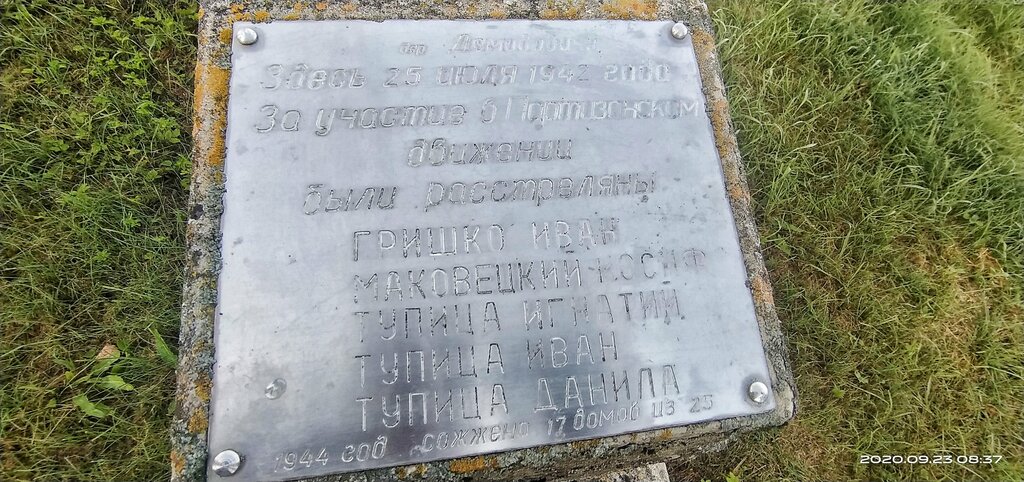 дер
Здесь 25 июля 1942 года
За участие в Партизанском
движении
были расстреляны
ГРИШКО ИВАН
МАКОВЕЦКИЙ ИОСИФ
ТУПИЦА ИГНАТИЙ
ТУПИЦА ИВАН
ТУПИЦА ДАНИЛА
1944 год сожжено 17 домов из 25
2020.09.23 08:37